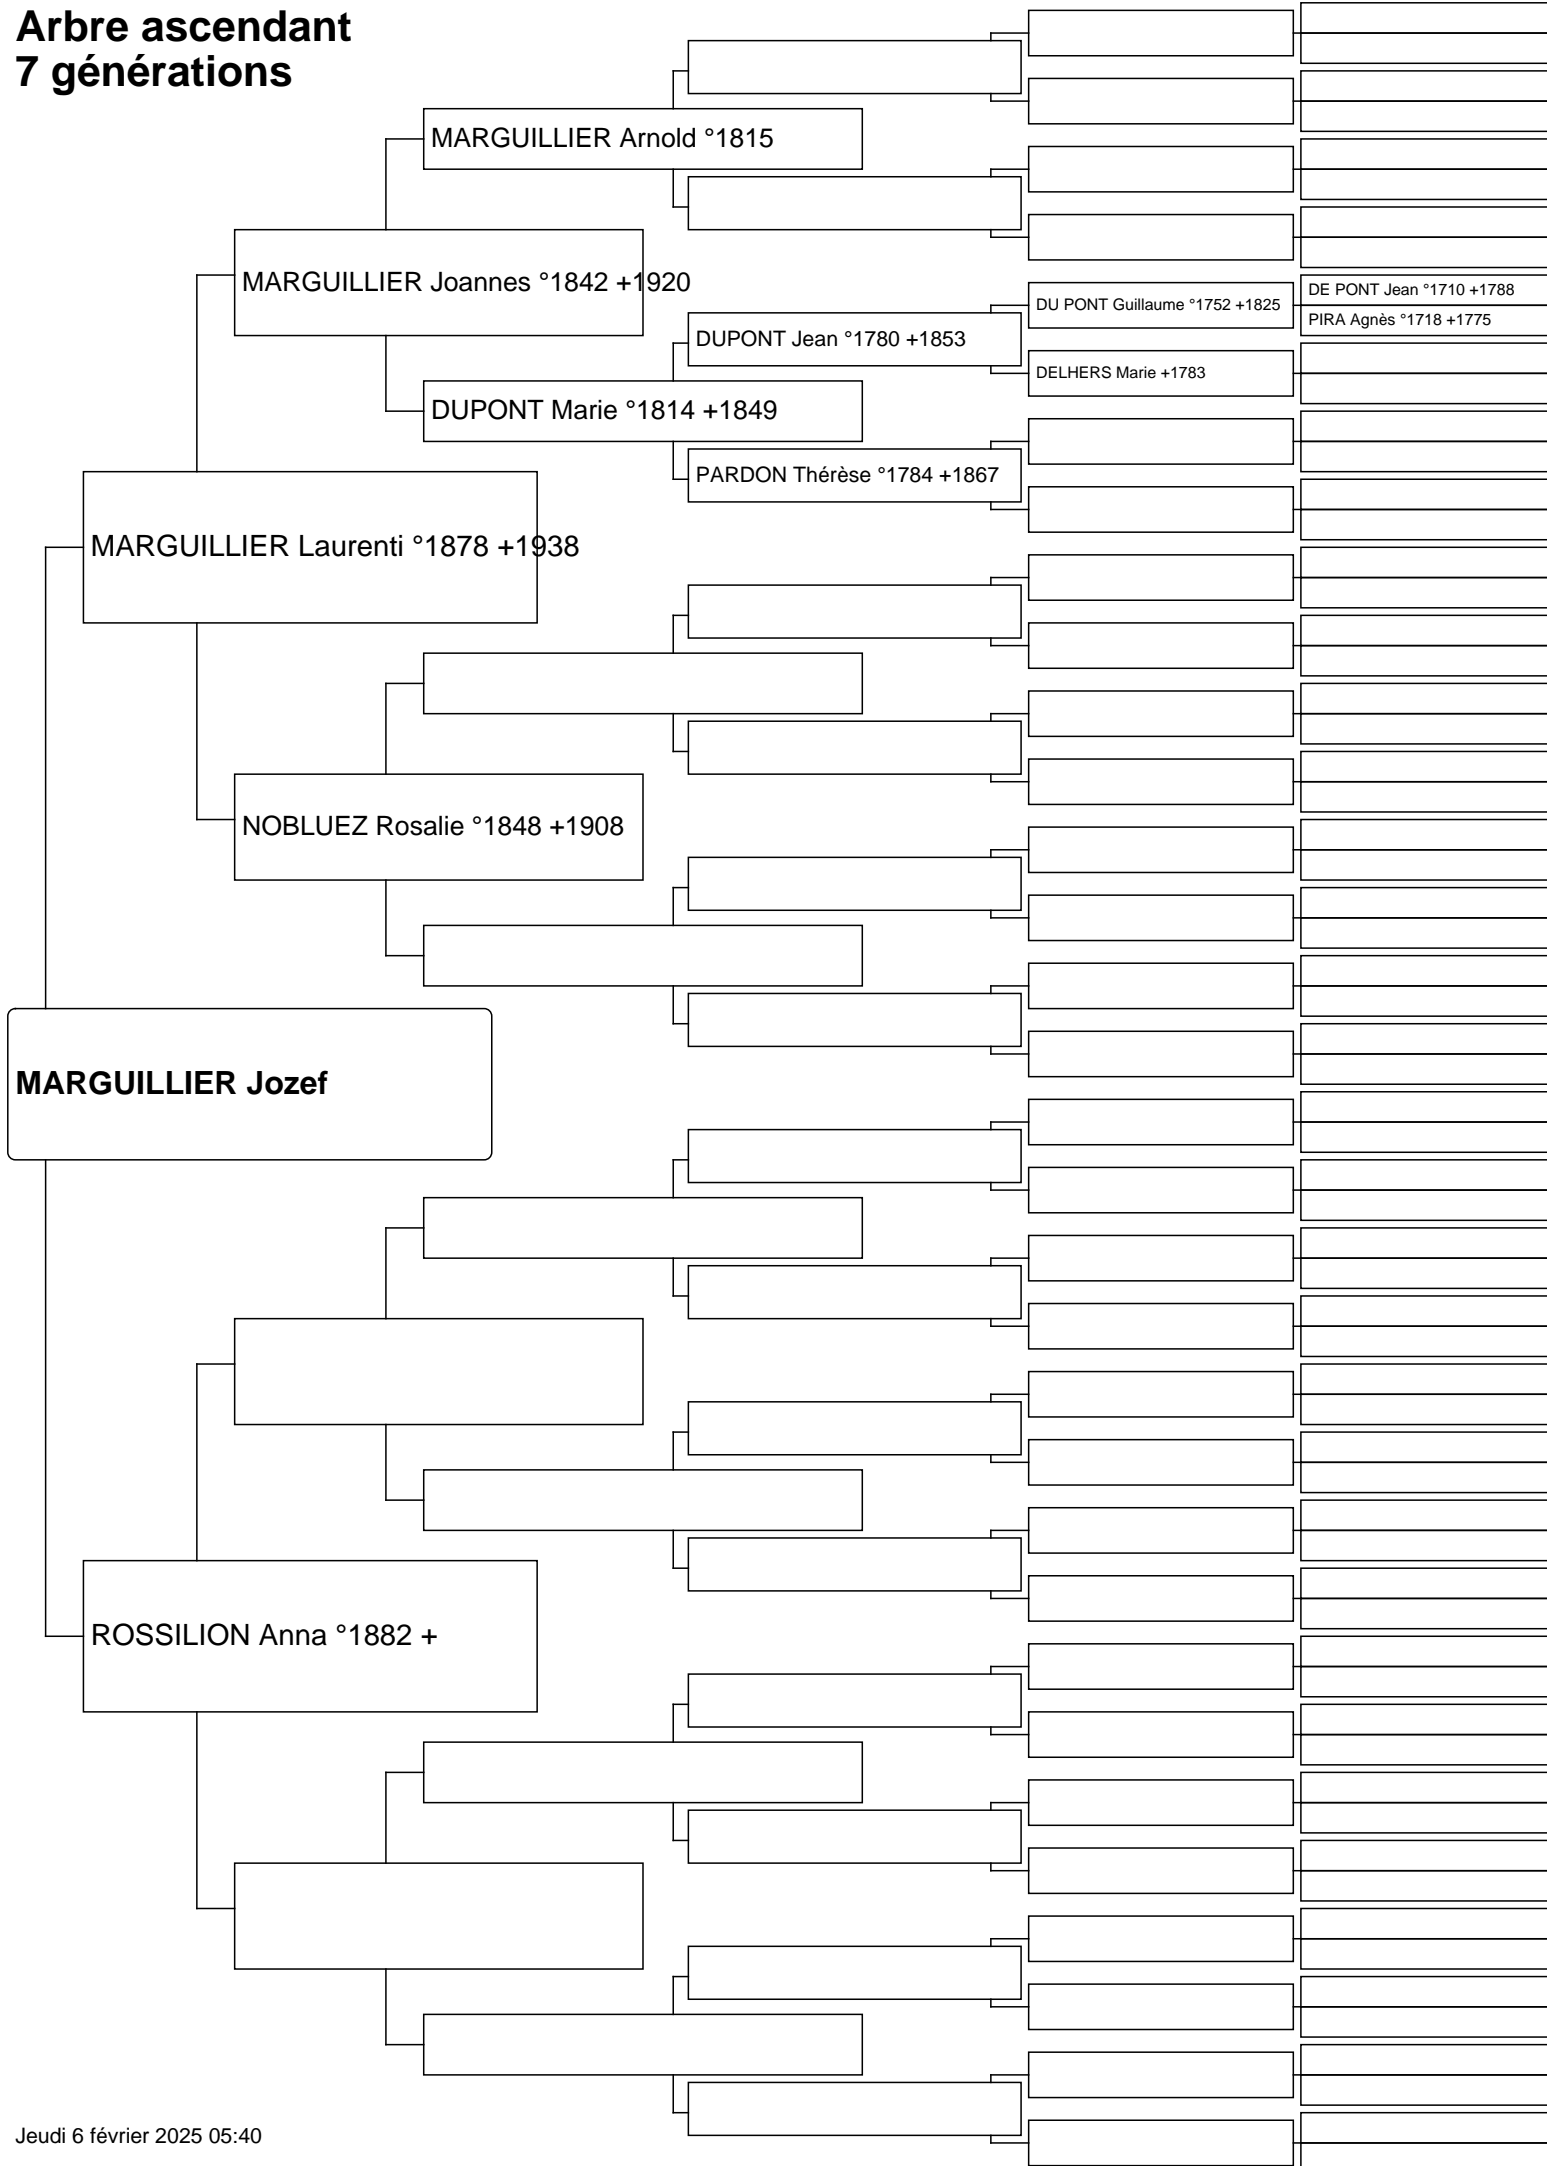 Arbre ascendant
7 générations
MARGUILLIER Arnold °1815
MARGUILLIER Joannes °1842 +1920
DE PONT Jean °1710 +1788
DU PONT Guillaume °1752 +1825
PIRA Agnès °1718 +1775
DUPONT Jean °1780 +1853
DELHERS Marie +1783
DUPONT Marie °1814 +1849
PARDON Thérèse °1784 +1867
MARGUILLIER Laurenti °1878 +1938
NOBLUEZ Rosalie °1848 +1908
MARGUILLIER Jozef
ROSSILION Anna °1882 +
Jeudi 6 février 2025 05:40